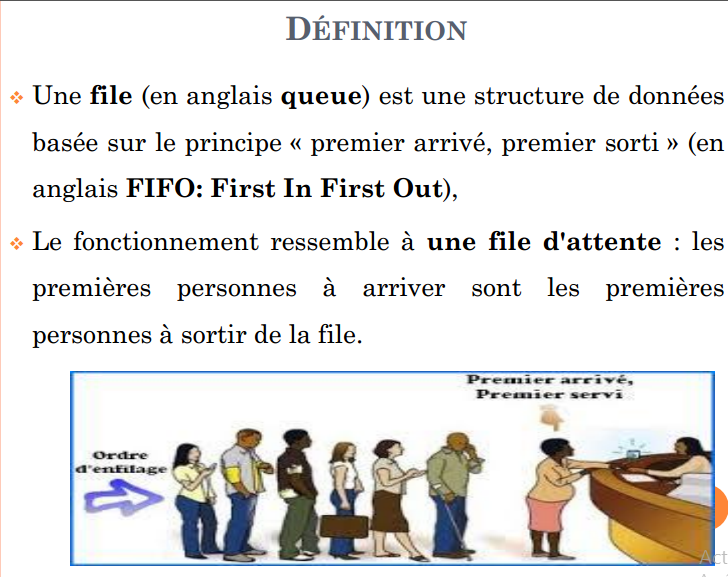 DÉFINITION
Une file (en anglais queue) est une structure de données
basée sur le principe « premier arrivé, premier sorti » (en
anglais FIFO: First In First Out),
Le fonctionnement ressemble à une file d'attente : les
premières personnes à arriver sont les premières
personnes à sortir de la file.
Premier arrivé,
Premier servi
Ordre
d'enfilage
Act